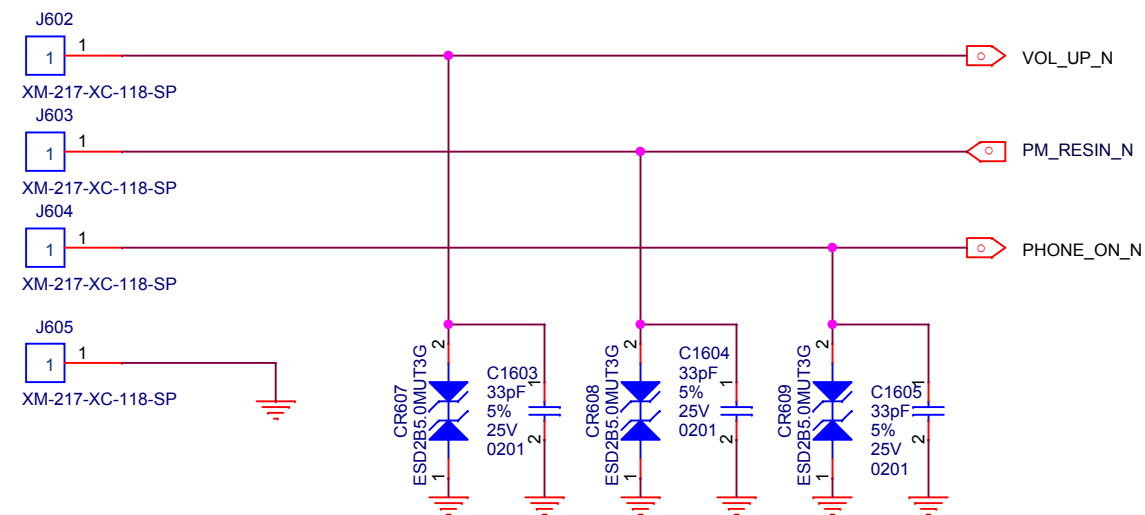 J602
1
1
VOL_UP_N
XM-217-XC-118-SP
J603
1
1
PM_RESIN_N
XM-217-XC-118-SP
J604
1
1
PHONE_ON_N
XM-217-XC-118-SP
J605
1
1
XM-217-XC-118-SP
2
CR607
ESD2B5.0MUT3G
1
C1603
33pF
5%
25V
0201
1
2
2
CR608
ESD2B5.0MUT3G
1
C1604
33pF
5%
25V
0201
1
2
2
CR609
ESD2B5.0MUT3G
1
C1605
33pF
5%
25V
0201
1
2